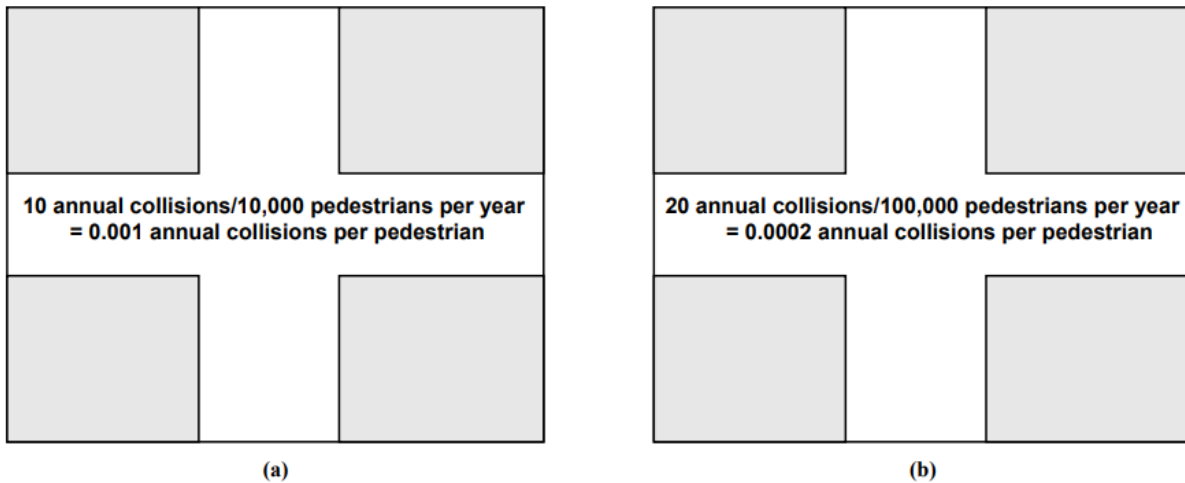 10 annual collisions/10,000 pedestrians per year
= 0.001 annual collisions per pedestrian
(a)
20 annual collisions/100,000 pedestrians per year
= 0.0002 annual collisions per pedestrian
(b)